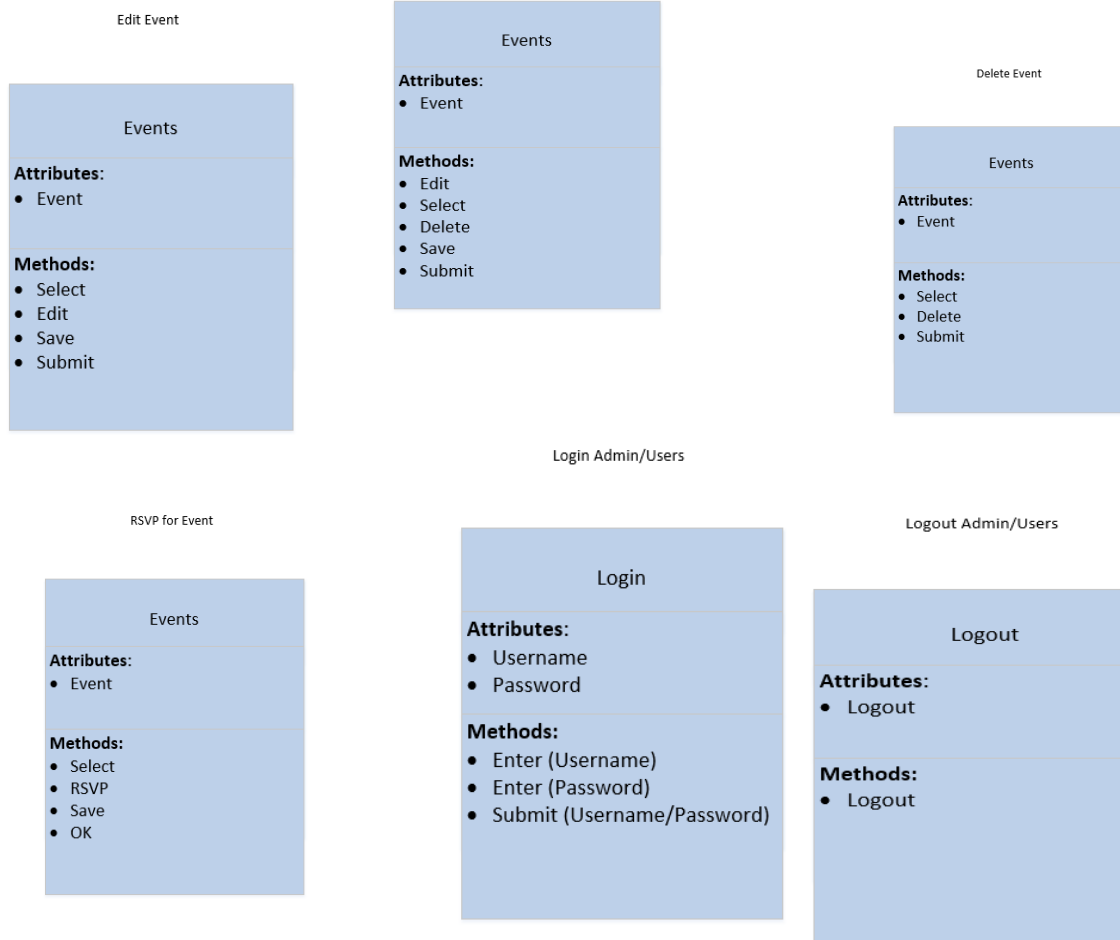 Edit Event
Events
Attributes:
• Event
Methods:
• Select
• Edit
• Save
• Submit
Events
Attributes:
• Event
Methods:
• Edit
• Select
• Delete
• Save
• Submit
Delete Event
Events
Attributes:
• Event
Methods:
• Select
• Delete
• Submit
RSVP for Event
Events
Attributes:
• Event
Methods:
• Select
• RSVP
• Save
• OK
Login Admin/Users
Login
Attributes:
• Username
• Password
Methods:
• Enter (Username)
• Enter (Password)
• Submit (Username/Password)
Logout Admin/Users
Logout
Attributes:
• Logout
Methods:
• Logout